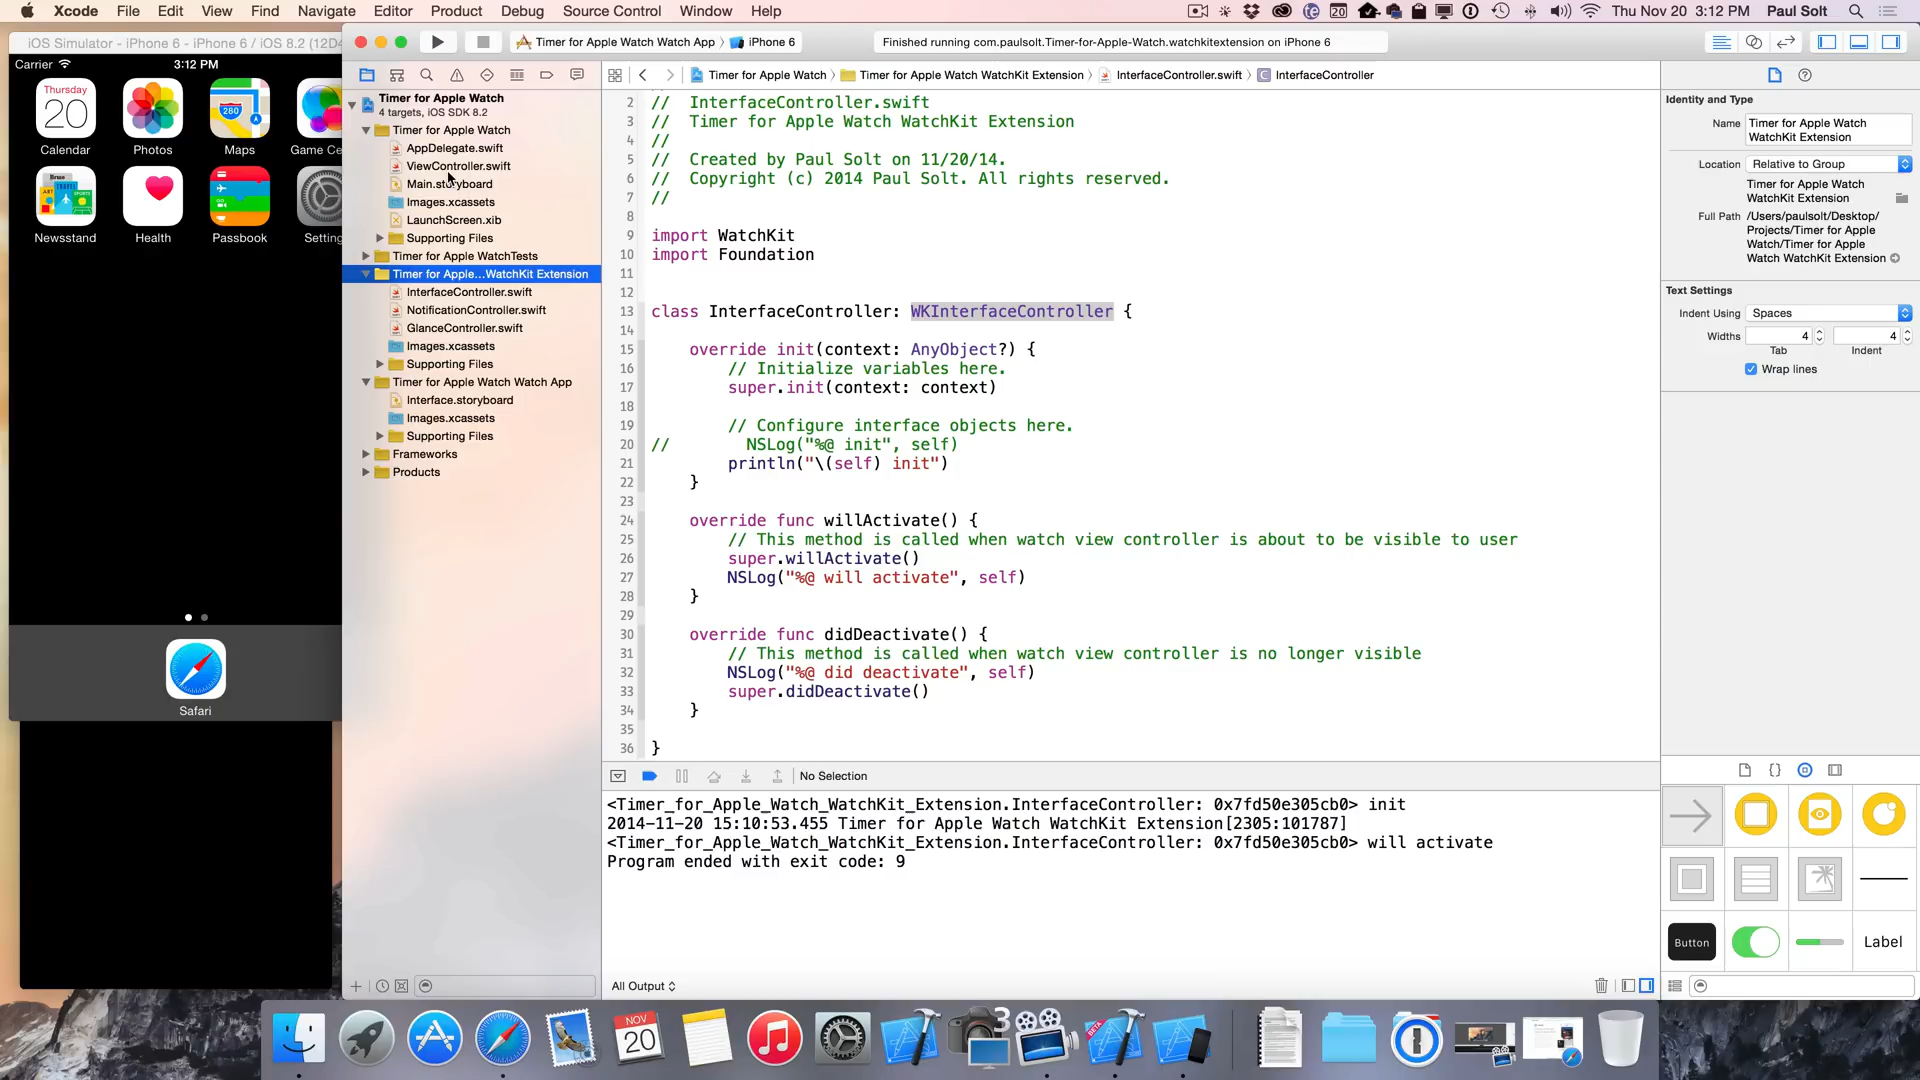 Xcode File Edit View Find Navigate Editor Product Debug Source Control Window Help
20
Thu Nov 20 3:12 PM Paul Solt
iOS Simulator - iPhone 6 - iPhone 6 / iOS 8.2 (12D4
Carrier 3:12 PM
Thursday
20
280
Calendar Photos Maps Game Ce
Newsstand Health Passbook Setting
Safari
Timer for Apple Watch Watch App 〉 iPhone 6
Finished running com.paulsolt.Timer-for-Apple-Watch.watchkitextension on iPhone 6
Timer for Apple Watch 〉 Timer for Apple Watch WatchKit Extension 〉 InterfaceController.swift 〉 C InterfaceController
Timer for Apple Watch
4 targets, iOS SDK 8.2
Timer for Apple Watch
AppDelegate.swift
ViewController.swift
Main.storyboard
Images.xcassets
LaunchScreen.xib
Supporting Files
Timer for Apple WatchTests
Timer for Apple...WatchKit Extension
InterfaceController.swift
NotificationController.swift
GlanceController.swift
Images.xcassets
Supporting Files
Timer for Apple Watch Watch App
Interface.storyboard
Images.xcassets
Supporting Files
Frameworks
Products
2 // InterfaceController.swift
3 // Timer for Apple Watch WatchKit Extension
4 //
5 // Created by Paul Solt on 11/20/14.
6 // Copyright (c) 2014 Paul Solt. All rights reserved.
7 //
8
9 import WatchKit
10 import Foundation
11
12
13 class InterfaceController: WKInterfaceController {
14
15 override init(context: AnyObject?) {
16 // Initialize variables here.
17 super.init(context: context)
18
19 // Configure interface objects here.
20 // NSLog("%@ init", self)
21 println("\(self) init")
22 }
23
24 override func willActivate() {
25 // This method is called when watch view controller is about to be visible to user
26 super.willActivate()
27 NSLog("%@ will activate", self)
28 }
29
30 override func didDeactivate() {
31 // This method is called when watch view controller is no longer visible
32 NSLog("%@ did deactivate", self)
33 super.didDeactivate()
34 }
35
36 }
No Selection
<Timer_for_Apple_Watch_WatchKit_Extension.InterfaceController: 0x7fd50e305cb0> init
2014-11-20 15:10:53.455 Timer for Apple Watch WatchKit Extension[2305:101787]
<Timer_for_Apple_Watch_WatchKit_Extension.InterfaceController: 0x7fd50e305cb0> will activate
Program ended with exit code: 9
All Output
Identity and Type
Name Timer for Apple Watch
WatchKit Extension
Location Relative to Group
Timer for Apple Watch
WatchKit Extension
Full Path /Users/paulsolt/Desktop/
Projects/Timer for Apple
Watch/Timer for Apple
Watch WatchKit Extension
Text Settings
Indent Using Spaces
Widths 4 4
Tab Indent
Wrap lines
Button Label
NOV
20
3
BETA